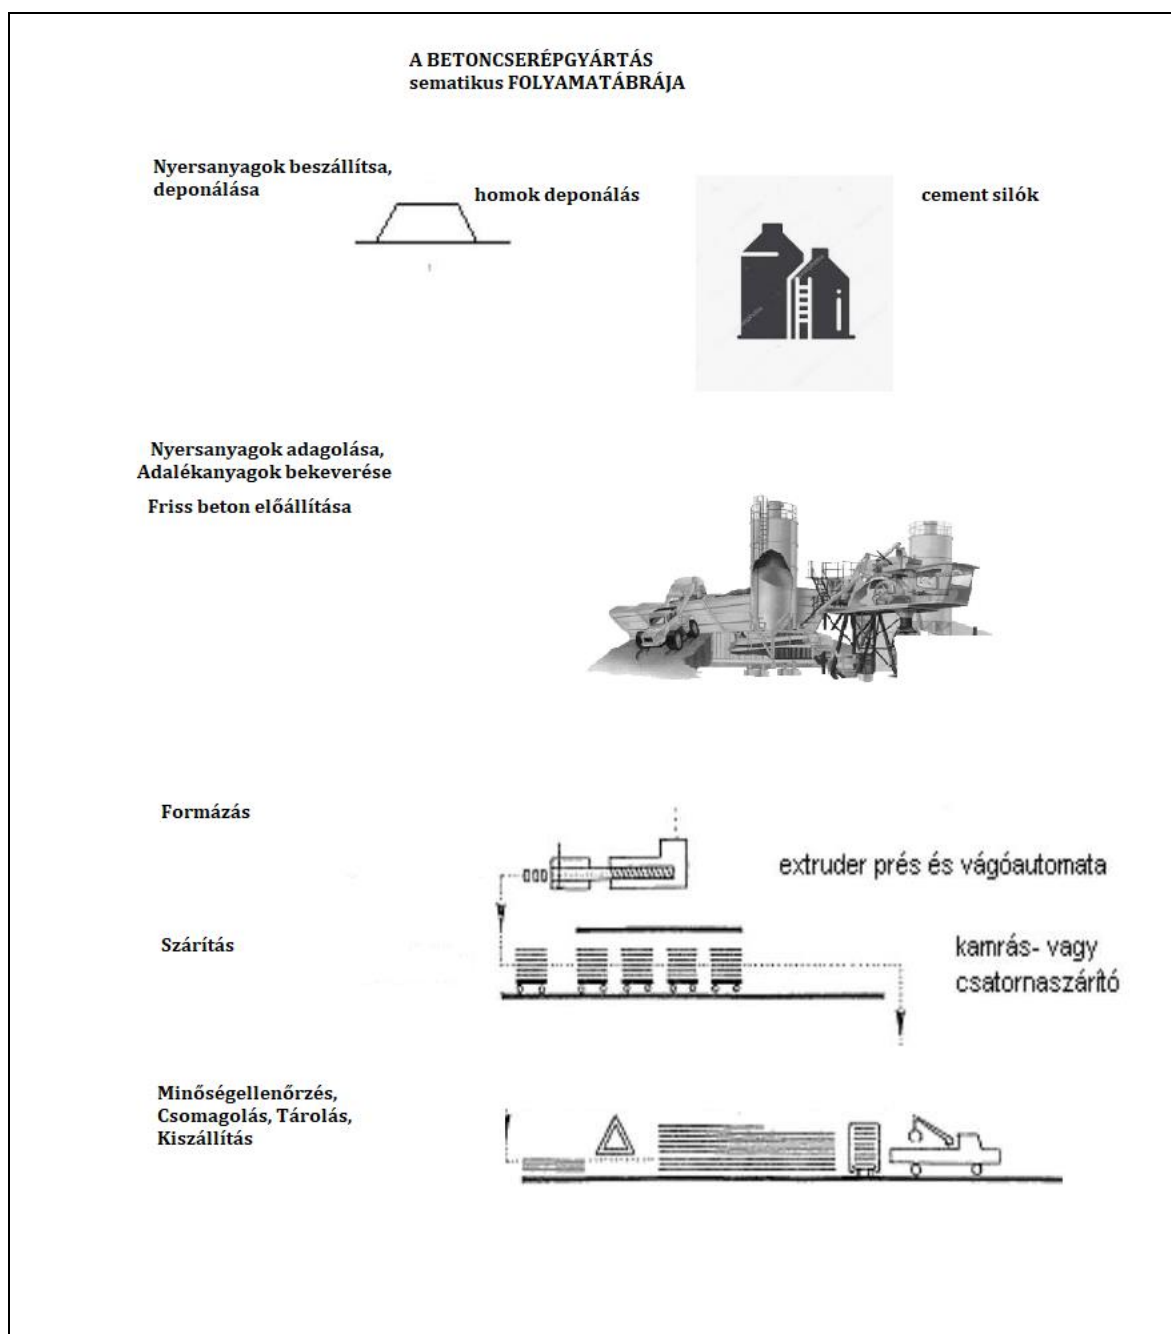 A BETONCSERÉPGYÁRTÁS
sematikus FOLYAMATÁBRÁJA
Nyersanyagok beszállítsa,
deponálása
homok deponálás
cement silók
Nyersanyagok adagolása,
Adalékanyagok bekeverése
Friss beton előállítása
Formázás
extruder prés és vágóautomata
Szárítás
kamrás- vagy
csatornaszárító
Minőségellenőrzés,
Csomagolás, Tárolás,
Kiszállítás